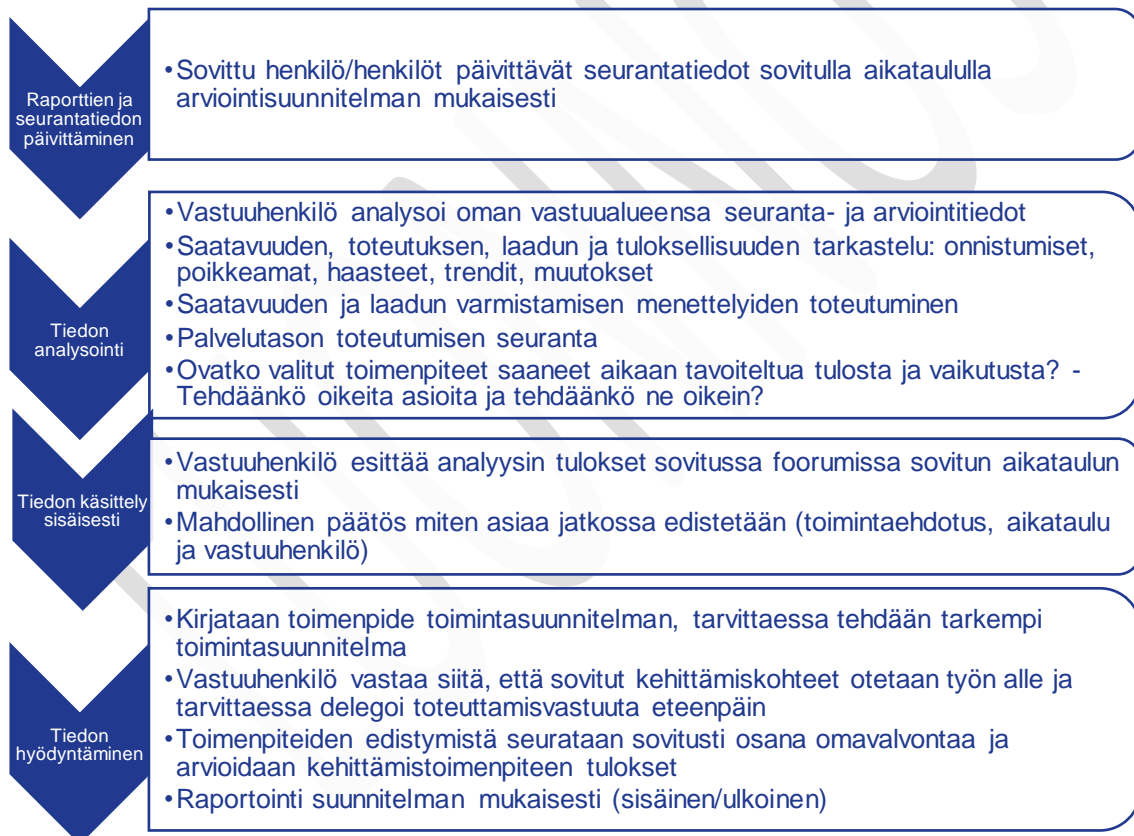 Raporttien ja
seurantatiedon
päivittäminen
•Sovittu henkilö/henkilöt päivittävät seurantatiedot sovitulla aikataululla
arviointisuunnitelman mukaisesti
Tiedon
analysointi
•Vastuuhenkilö analysoi oman vastuualueensa seuranta- ja arviointitiedot
•Saatavuuden, toteutuksen, laadun ja tuloksellisuuden tarkastelu: onnistumiset,
poikkeamat, haasteet, trendit, muutokset
•Saatavuuden ja laadun varmistamisen menettelyiden toteutuminen
•Palvelutason toteutumisen seuranta
•Ovatko valitut toimenpiteet saaneet aikaan tavoiteltua tulosta ja vaikutusta? -
Tehdäänkö oikeita asioita ja tehdäänkö ne oikein?
Tiedon käsittely
sisäisesti
•Vastuuhenkilö esittää analyysin tulokset sovitussa foorumissa sovitun aikataulun
mukaisesti
•Mahdollinen päätös miten asiaa jatkossa edistetään (toimintaehdotus, aikataulu
ja vastuuhenkilö)
Tiedon
hyödyntäminen
•Kirjataan toimenpide toimintasuunnitelman, tarvittaessa tehdään tarkempi
toimintasuunnitelma
•Vastuuhenkilö vastaa siitä, että sovitut kehittämiskohteet otetaan työn alle ja
tarvittaessa delegoi toteuttamisvastuuta eteenpäin
•Toimenpiteiden edistymistä seurataan sovitusti osana omavalvontaa ja
arvioidaan kehittämistoimenpiteen tulokset
•Raportointi suunnitelman mukaisesti (sisäinen/ulkoinen)